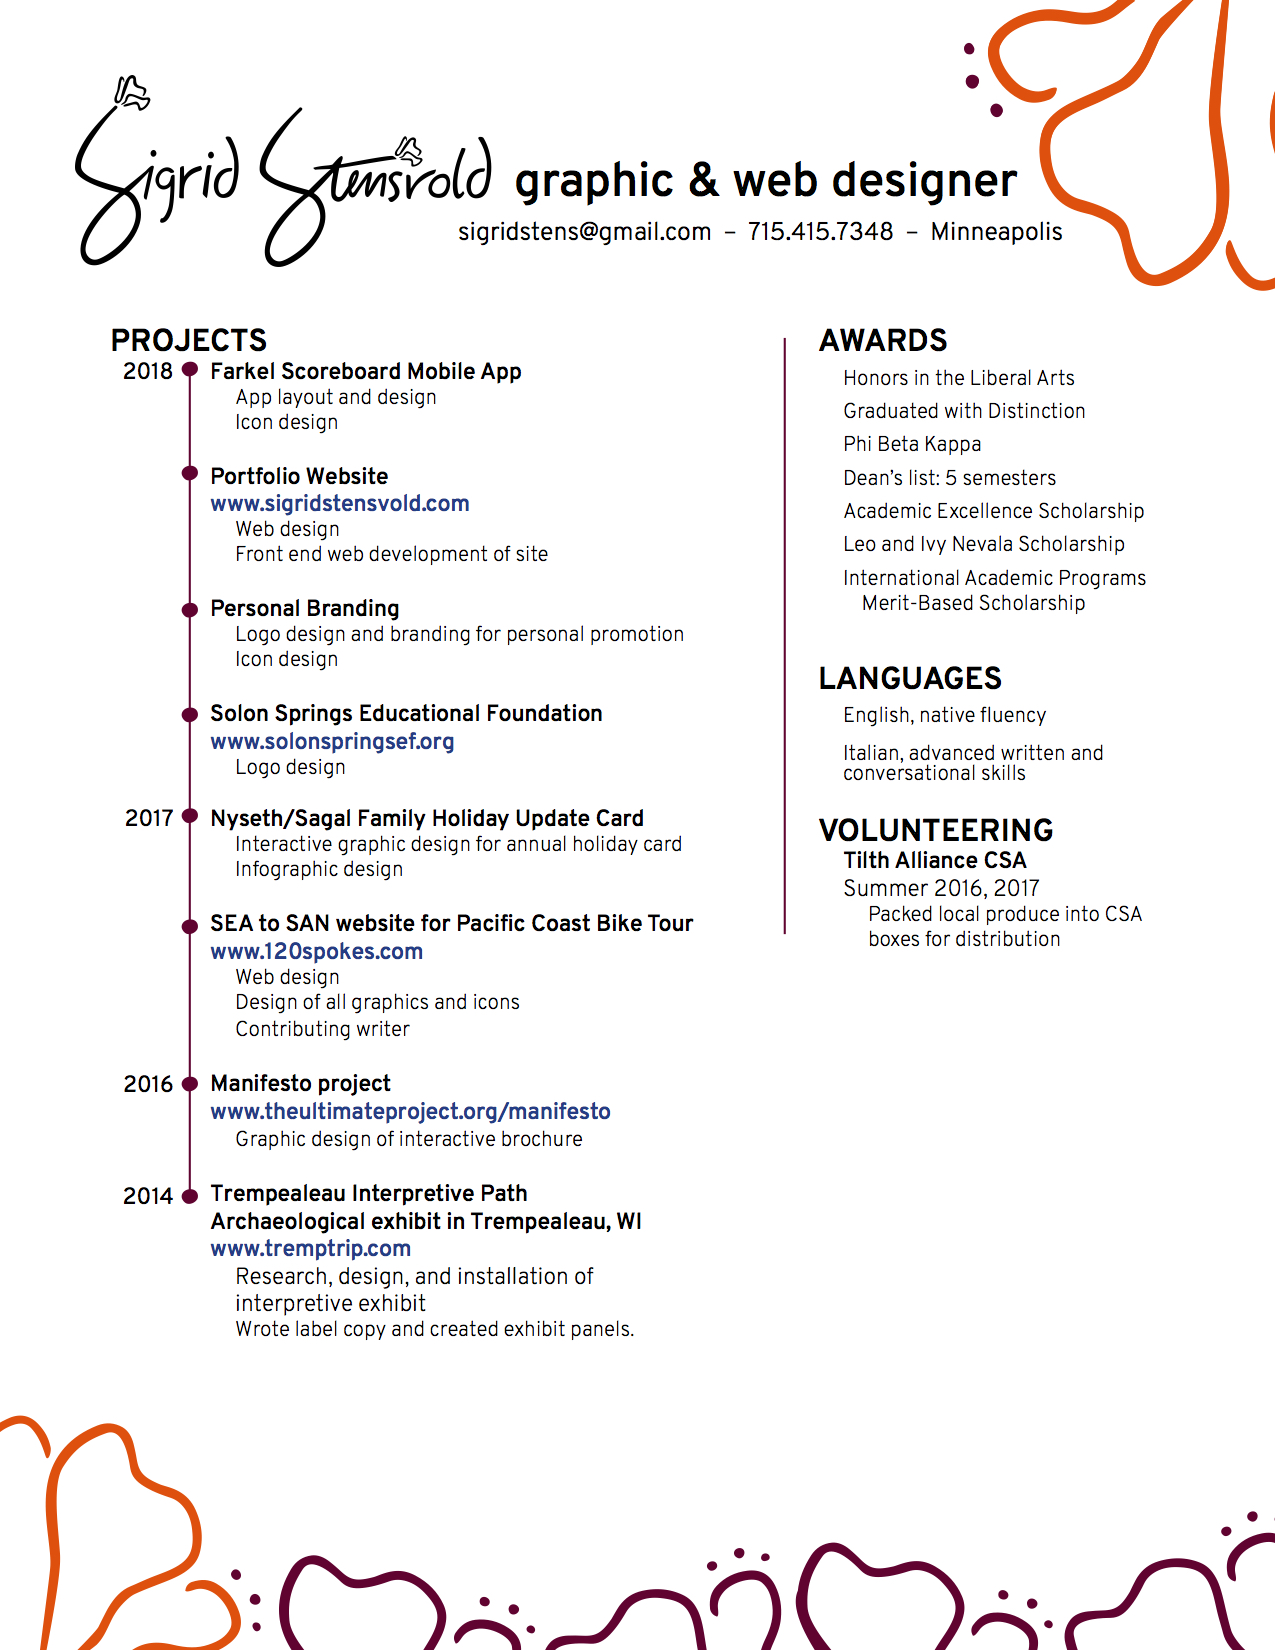 Sigrid Stensvold graphic & web designer
sigridstens@gmail.com – 715.415.7348 – Minneapolis
PROJECTS
2018 Farkel Scoreboard Mobile App
App layout and design
Icon design
Portfolio Website
www.sigridstensvold.com
Web design
Front end web development of site
Personal Branding
Logo design and branding for personal promotion
Icon design
Solon Springs Educational Foundation
www.solonspringsef.org
Logo design
2017 Nyseth/Sagal Family Holiday Update Card
Interactive graphic design for annual holiday card
Infographic design
SEA to SAN website for Pacific Coast Bike Tour
www.120spokes.com
Web design
Design of all graphics and icons
Contributing writer
2016 Manifesto project
www.theultimateproject.org/manifesto
Graphic design of interactive brochure
2014 Trempealeau Interpretive Path
Archaeological exhibit in Trempealeau, WI
www.tremptrip.com
Research, design, and installation of
interpretive exhibit
Wrote label copy and created exhibit panels.
AWARDS
Honors in the Liberal Arts
Graduated with Distinction
Phi Beta Kappa
Dean’s list: 5 semesters
Academic Excellence Scholarship
Leo and Ivy Nevala Scholarship
International Academic Programs
Merit-Based Scholarship
LANGUAGES
English, native fluency
Italian, advanced written and
conversational skills
VOLUNTEERING
Tilth Alliance CSA
Summer 2016, 2017
Packed local produce into CSA
boxes for distribution